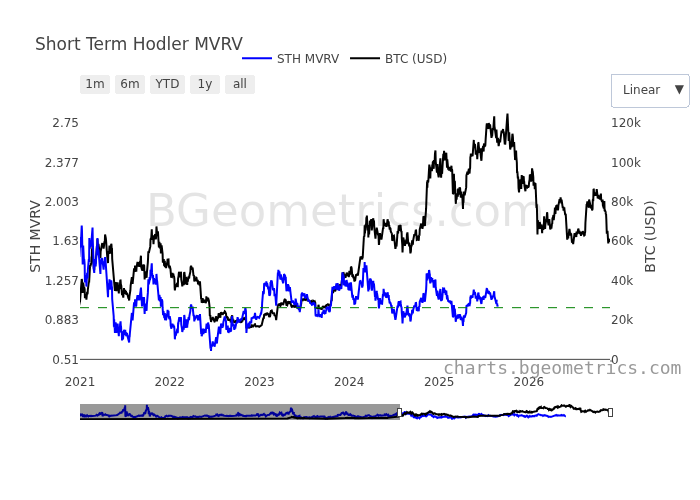 Short Term Hodler MVRV
STH MVRV BTC (USD)
1m 6m YTD 1y all
Linear ▼
2.75 120k
2.377 100k
2.003 80k
1.63 60k
1.257 40k
0.883 20k
0.51 0
STH MVRV
BTC (USD)
BGeometrics.com
charts.bgeometrics.com
2021 2022 2023 2024 2025 2026